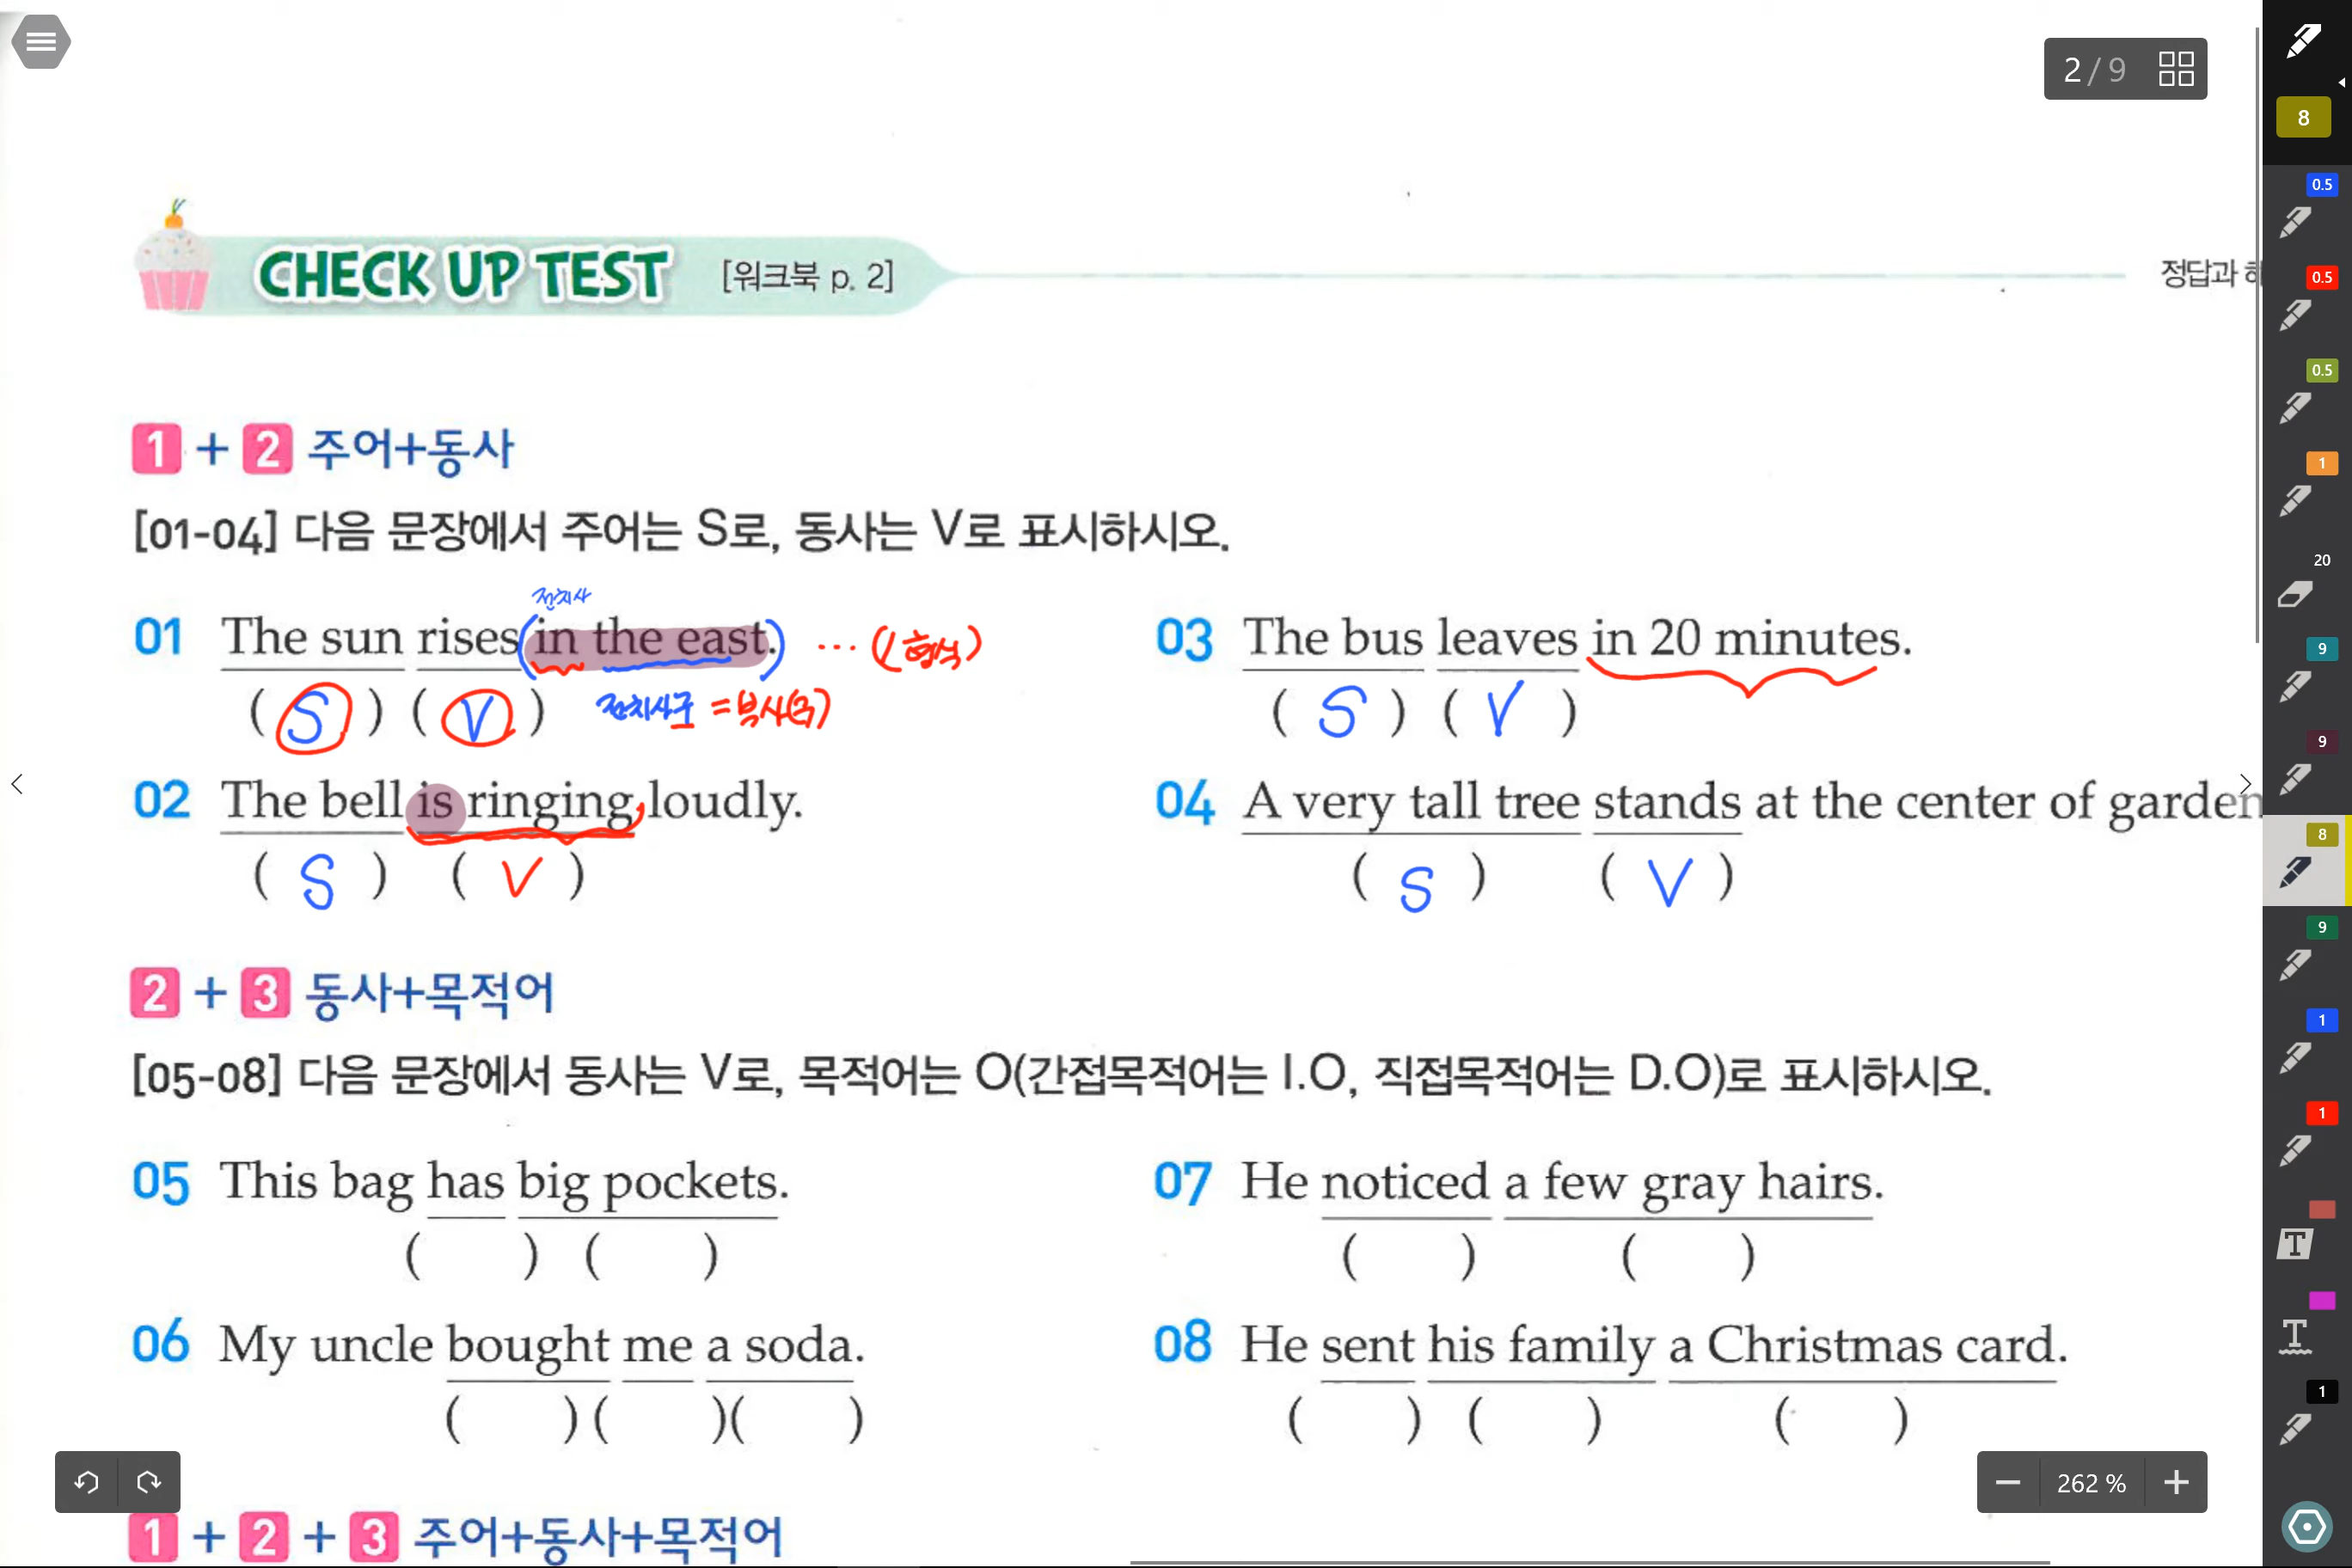 2 / 9
8
0.5
CHECK UP TEST [워크북 p. 2]
정답과 해
0.5
0.5
1 + 2 주어+동사
1
[01-04] 다음 문장에서 주어는 S로, 동사는 V로 표시하시오.
20
전치사
01 The sun rises (in the east.) ... (1형식)
( S ) ( V ) 전치사구 = 부사(구)
03 The bus leaves in 20 minutes.
( S ) ( V )
9
9
02 The bell is ringing, loudly.
( S ) ( V )
04 A very tall tree stands at the center of garden
( S ) ( V )
8
9
2 + 3 동사+목적어
1
[05-08] 다음 문장에서 동사는 V로, 목적어는 O(간접목적어는 I.O, 직접목적어는 D.O)로 표시하시오.
1
05 This bag has big pockets.
( ) ( )
07 He noticed a few gray hairs.
( ) ( )
T
T
06 My uncle bought me a soda.
( ) ( ) ( )
08 He sent his family a Christmas card.
( ) ( ) ( )
1
262 %
1 + 2 + 3 주어+동사+목적어